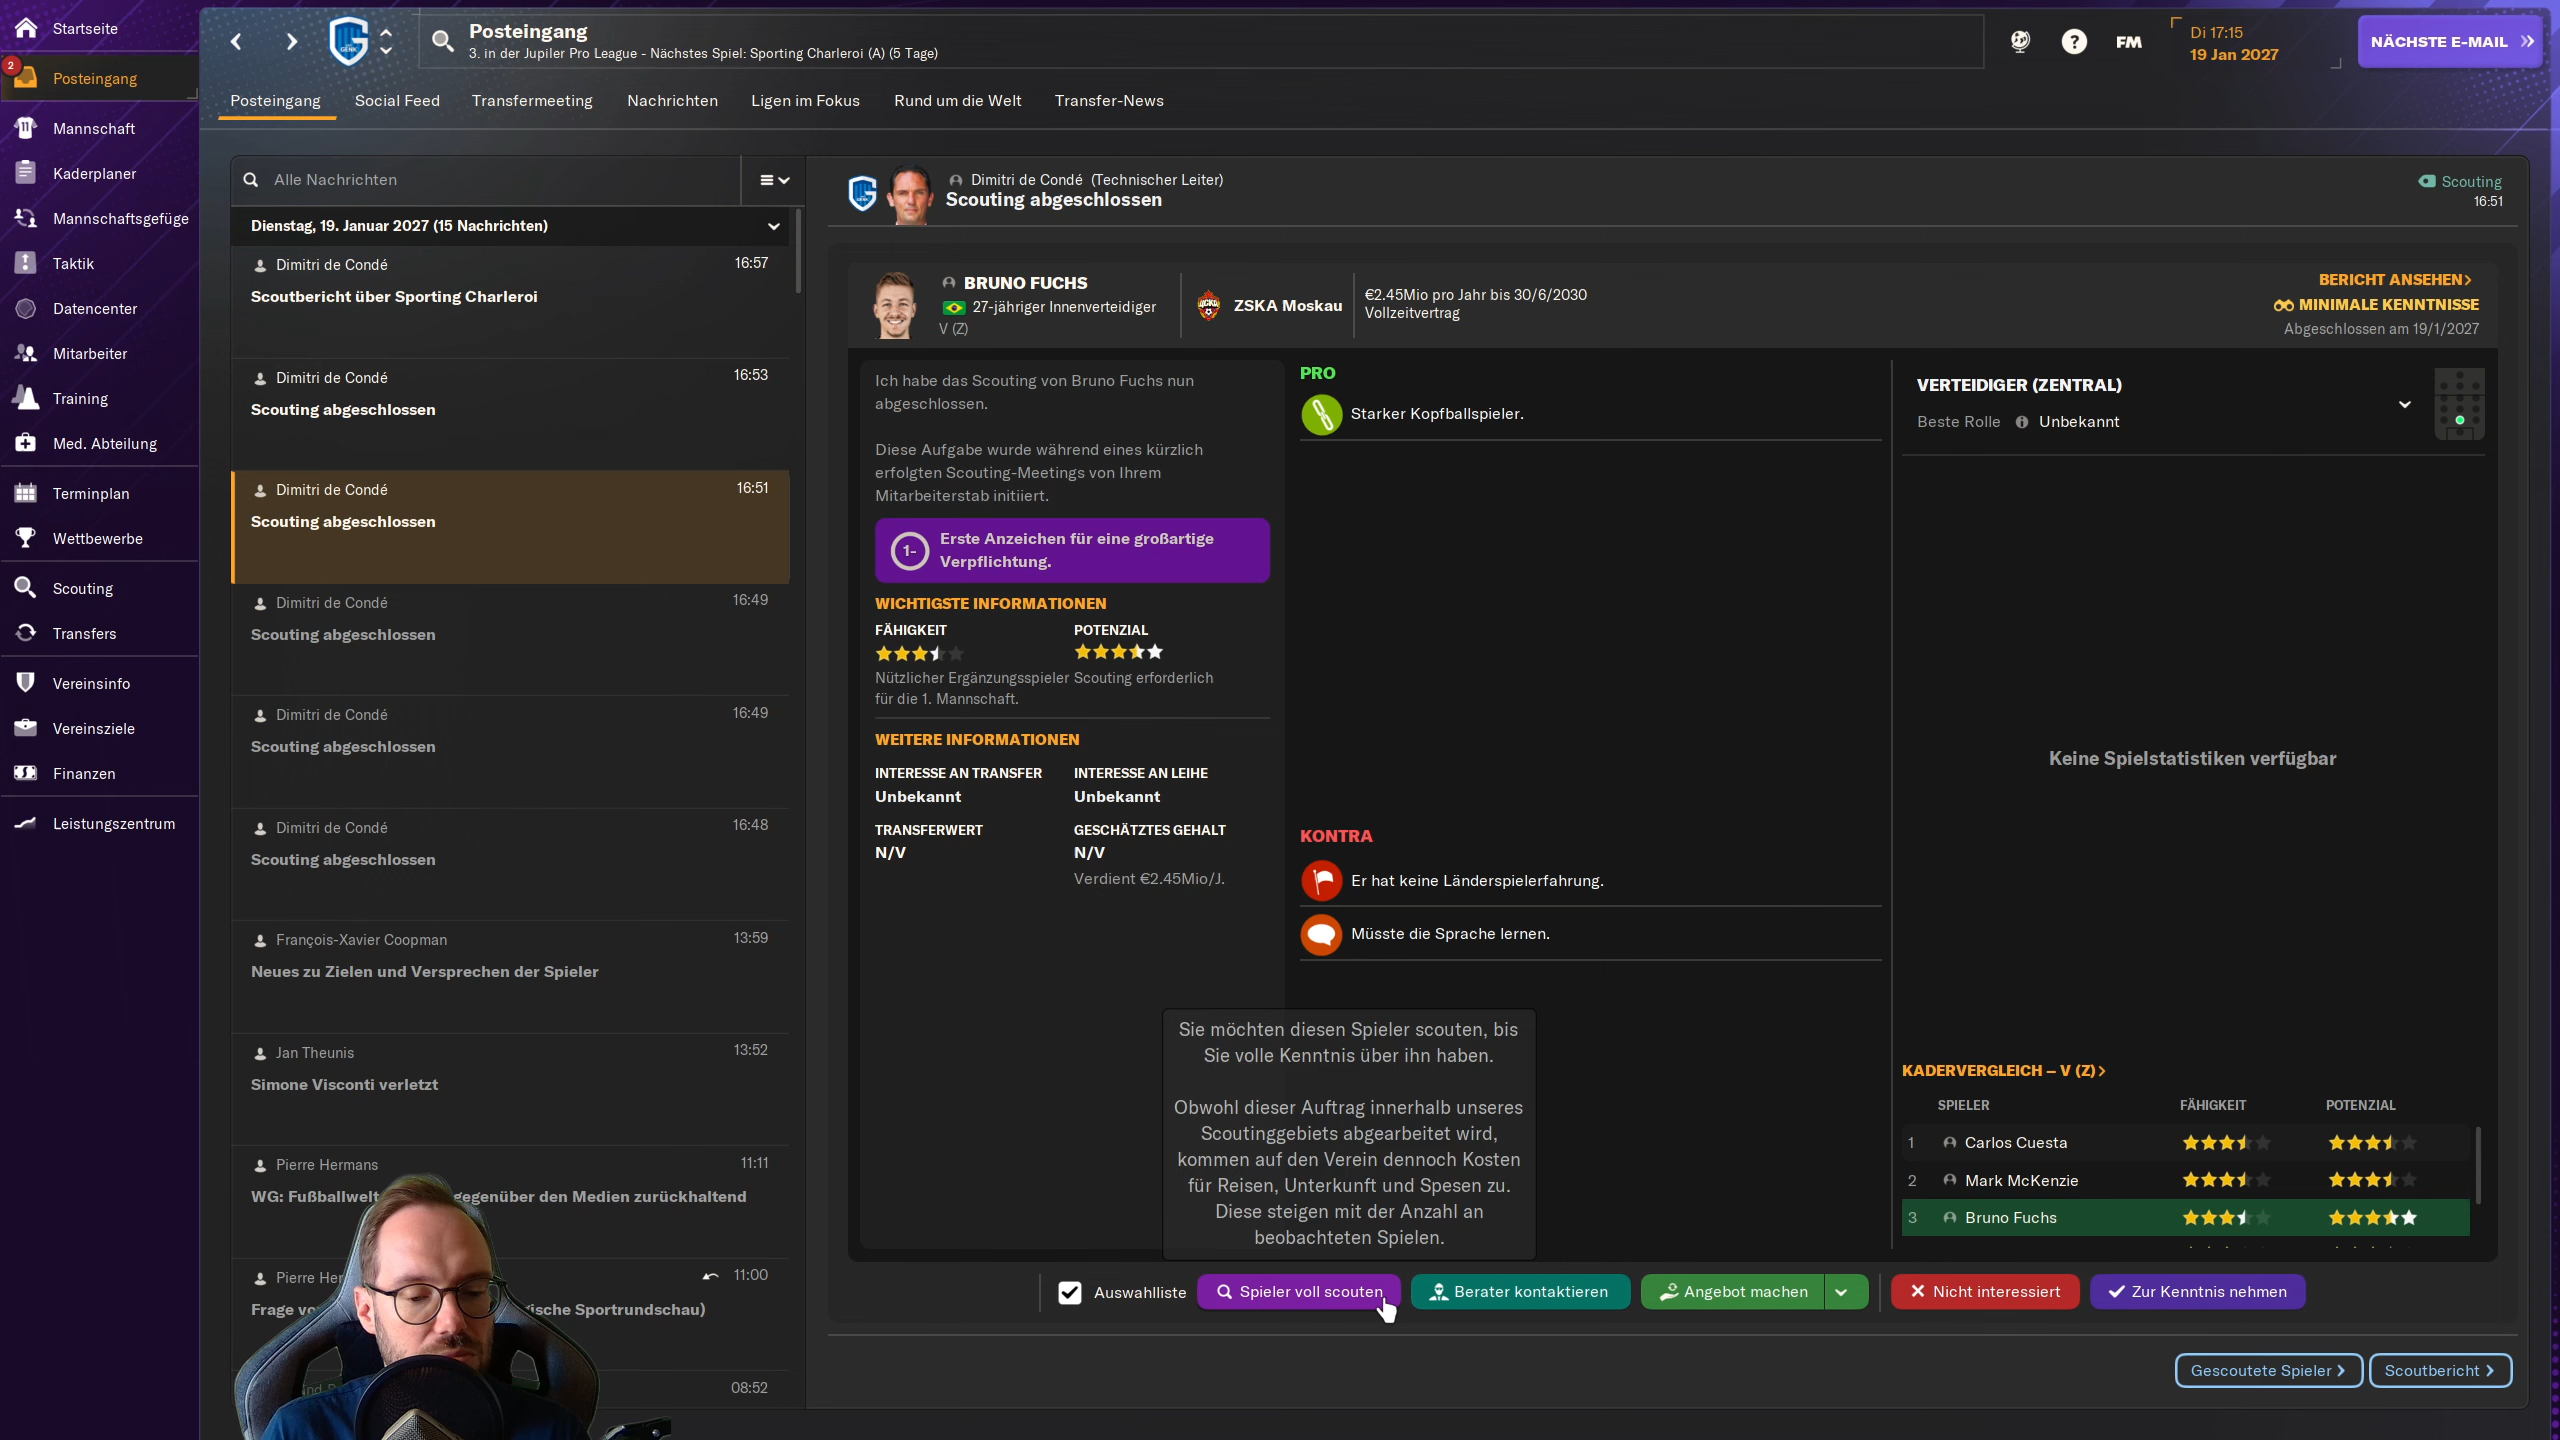 Startseite
2
Posteingang
Mannschaft
Kaderplaner
Mannschaftsgefüge
Taktik
Datencenter
Mitarbeiter
Training
Med. Abteilung
Terminplan
Wettbewerbe
Scouting
Transfers
Vereinsinfo
Vereinsziele
Finanzen
Leistungszentrum
Posteingang
3. in der Jupiler Pro League - Nächstes Spiel: Sporting Charleroi (A) (5 Tage)
FM
Di 17:15
19 Jan 2027
NÄCHSTE E-MAIL
Posteingang
Social Feed
Transfermeeting
Nachrichten
Ligen im Fokus
Rund um die Welt
Transfer-News
Alle Nachrichten
Dienstag, 19. Januar 2027 (15 Nachrichten)
Dimitri de Condé 16:57
Scoutbericht über Sporting Charleroi
Dimitri de Condé 16:53
Scouting abgeschlossen
Dimitri de Condé 16:51
Scouting abgeschlossen
Dimitri de Condé 16:49
Scouting abgeschlossen
Dimitri de Condé 16:49
Scouting abgeschlossen
Dimitri de Condé 16:48
Scouting abgeschlossen
François-Xavier Coopman 13:59
Neues zu Zielen und Versprechen der Spieler
Jan Theunis 13:52
Simone Visconti verletzt
Pierre Hermans 11:11
WG: Fußballwelt gegenüber den Medien zurückhaltend
Pierre Her 11:00
Frage vo ische Sportrundschau)
08:52
Dimitri de Condé (Technischer Leiter)
Scouting abgeschlossen
Scouting
16:51
BRUNO FUCHS
27-jähriger Innenverteidiger
V (Z)
ZSKA Moskau
€2.45Mio pro Jahr bis 30/6/2030
Vollzeitvertrag
BERICHT ANSEHEN>
MINIMALE KENNTNISSE
Abgeschlossen am 19/1/2027
Ich habe das Scouting von Bruno Fuchs nun
abgeschlossen.
Diese Aufgabe wurde während eines kürzlich
erfolgten Scouting-Meetings von Ihrem
Mitarbeiterstab initiiert.
1-
Erste Anzeichen für eine großartige
Verpflichtung.
WICHTIGSTE INFORMATIONEN
FÄHIGKEIT
POTENZIAL
Nützlicher Ergänzungsspieler
für die 1. Mannschaft.
Scouting erforderlich
WEITERE INFORMATIONEN
INTERESSE AN TRANSFER
Unbekannt
INTERESSE AN LEIHE
Unbekannt
TRANSFERWERT
N/V
GESCHÄTZTES GEHALT
N/V
Verdient €2.45Mio/J.
PRO
Starker Kopfballspieler.
KONTRA
Er hat keine Länderspielerfahrung.
Müsste die Sprache lernen.
VERTEIDIGER (ZENTRAL)
Beste Rolle Unbekannt
Keine Spielstatistiken verfügbar
KADERVERGLEICH – V (Z)>
SPIELER FÄHIGKEIT POTENZIAL
1 Carlos Cuesta
2 Mark McKenzie
3 Bruno Fuchs
Sie möchten diesen Spieler scouten, bis
Sie volle Kenntnis über ihn haben.
Obwohl dieser Auftrag innerhalb unseres
Scoutinggebiets abgearbeitet wird,
kommen auf den Verein dennoch Kosten
für Reisen, Unterkunft und Spesen zu.
Diese steigen mit der Anzahl an
beobachteten Spielen.
Auswahlliste
Spieler voll scouten
Berater kontaktieren
Angebot machen
Nicht interessiert
Zur Kenntnis nehmen
Gescoutete Spieler >
Scoutbericht >